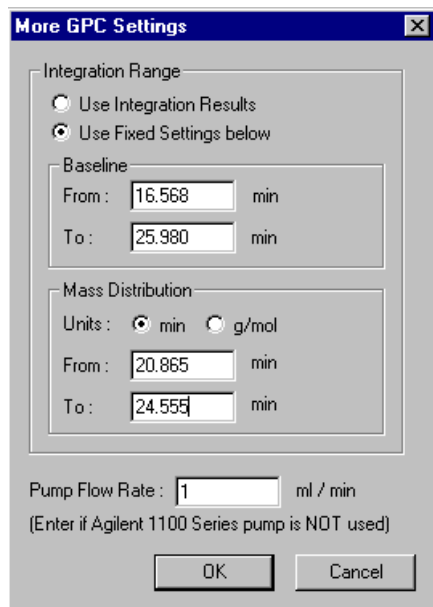 More GPC Settings
Integration Range
Use Integration Results
Use Fixed Settings below
Baseline
From : 16.568 min
To : 25.980 min
Mass Distribution
Units : min g/mol
From : 20.865 min
To : 24.555 min
Pump Flow Rate : 1 ml / min
(Enter if Agilent 1100 Series pump is NOT used)
OK Cancel